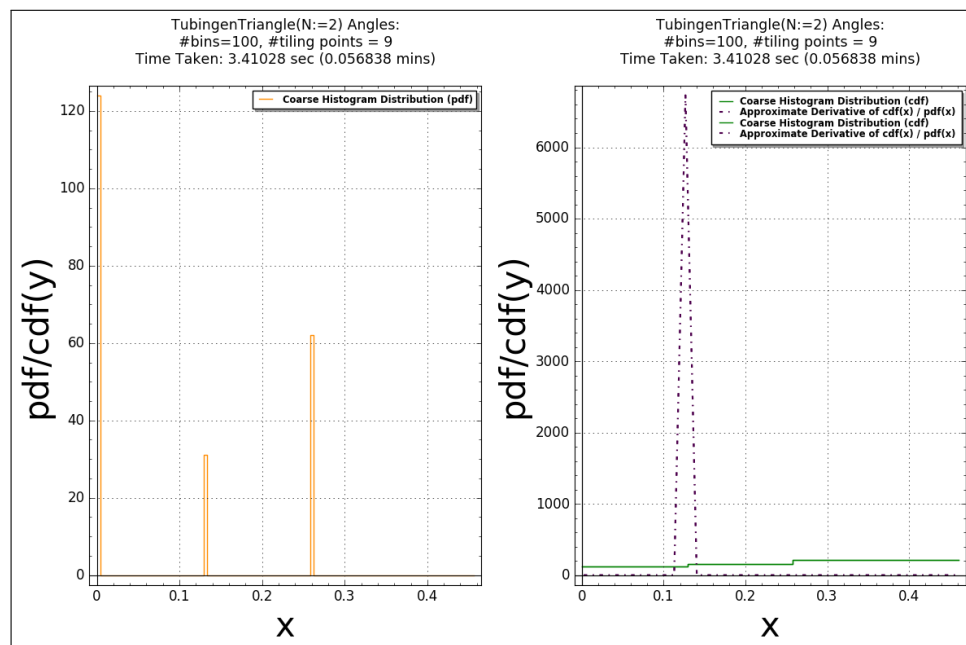 TubingenTriangle(N:=2) Angles:
#bins=100, #tiling points = 9
Time Taken: 3.41028 sec (0.056838 mins)
Coarse Histogram Distribution (pdf)
120
100
80
60
40
20
0
0
0.1
0.2
0.3
0.4
x
pdf/cdf(y)
TubingenTriangle(N:=2) Angles:
#bins=100, #tiling points = 9
Time Taken: 3.41028 sec (0.056838 mins)
Coarse Histogram Distribution (cdf)
Approximate Derivative of cdf(x) / pdf(x)
Coarse Histogram Distribution (cdf)
Approximate Derivative of cdf(x) / pdf(x)
6000
5000
4000
3000
2000
1000
0
0
0.1
0.2
0.3
0.4
x
pdf/cdf(y)